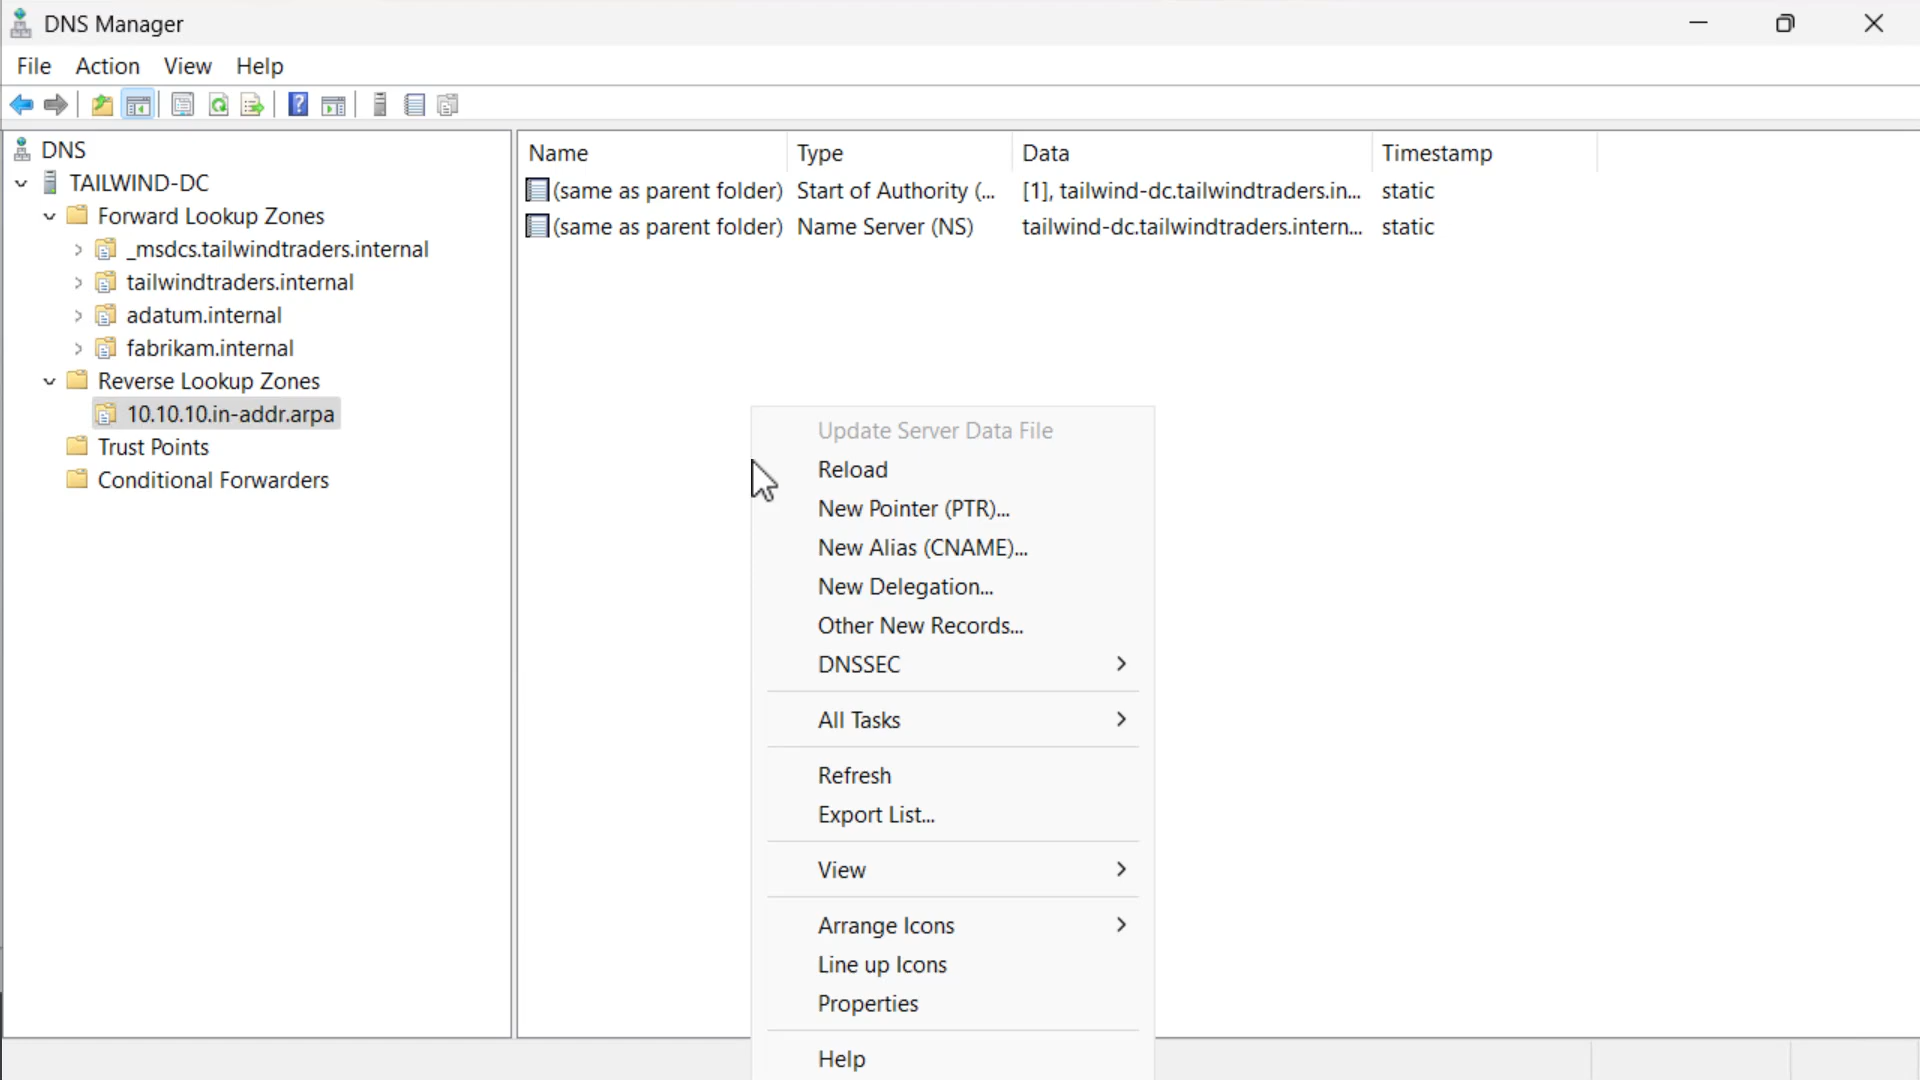 DNS Manager
File Action View Help
DNS
TAILWIND-DC
Forward Lookup Zones
_msdcs.tailwindtraders.internal
tailwindtraders.internal
adatum.internal
fabrikam.internal
Reverse Lookup Zones
10.10.10.in-addr.arpa
Trust Points
Conditional Forwarders
Name Type Data Timestamp
(same as parent folder) Start of Authority (... [1], tailwind-dc.tailwindtraders.in... static
(same as parent folder) Name Server (NS) tailwind-dc.tailwindtraders.intern... static
Update Server Data File
Reload
New Pointer (PTR)...
New Alias (CNAME)...
New Delegation...
Other New Records...
DNSSEC
All Tasks
Refresh
Export List...
View
Arrange Icons
Line up Icons
Properties
Help